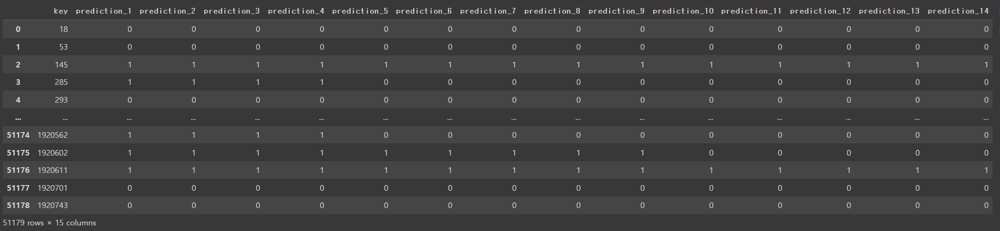 key prediction_1 prediction_2 prediction_3 prediction_4 prediction_5 prediction_6 prediction_7 prediction_8 prediction_9 prediction_10 prediction_11 prediction_12 prediction_13 prediction_14
0 18 0 0 0 0 0 0 0 0 0 0 0 0 0 0
1 53 0 0 0 0 0 0 0 0 0 0 0 0 0 0
2 145 1 1 1 1 1 1 1 1 1 1 1 1 1 1
3 285 1 1 1 1 0 0 0 0 0 0 0 0 0 0
4 293 0 0 0 0 0 0 0 0 0 0 0 0 0 0
... ... ... ... ... ... ... ... ... ... ... ... ... ... ... ...
51174 1920562 1 1 1 1 0 0 0 0 0 0 0 0 0 0
51175 1920602 1 1 1 1 1 1 1 1 1 0 0 0 0 0
51176 1920611 1 1 1 1 1 1 1 1 1 1 1 1 1 1
51177 1920701 0 0 0 0 0 0 0 0 0 0 0 0 0 0
51178 1920743 0 0 0 0 0 0 0 0 0 0 0 0 0 0
51179 rows × 15 columns